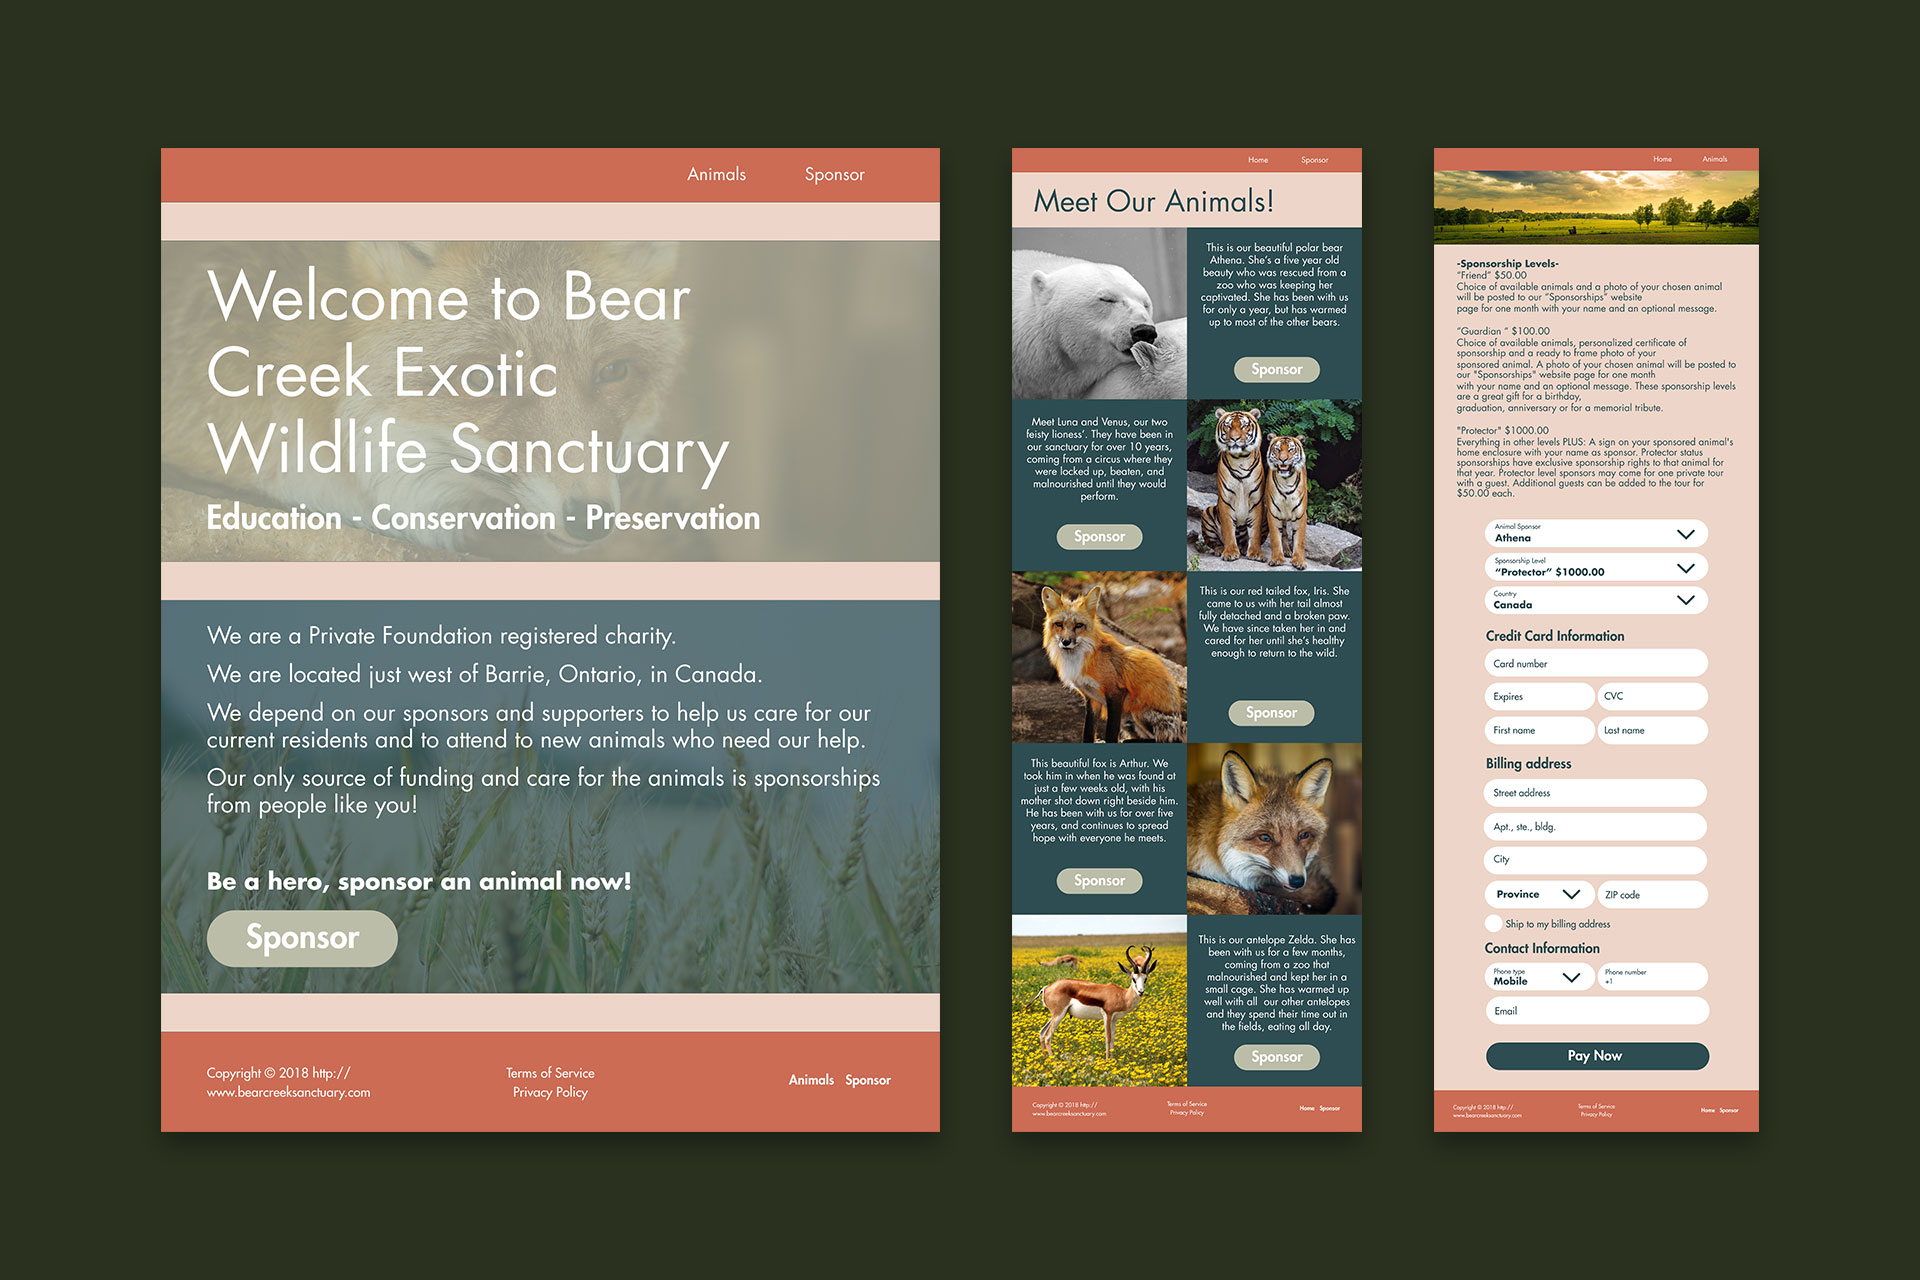 Animals Sponsor
Welcome to Bear
Creek Exotic
Wildlife Sanctuary
Education - Conservation - Preservation
We are a Private Foundation registered charity.
We are located just west of Barrie, Ontario, in Canada.
We depend on our sponsors and supporters to help us care for our
current residents and to attend to new animals who need our help.
Our only source of funding and care for the animals is sponsorships
from people like you!
Be a hero, sponsor an animal now!
Sponsor
Copyright © 2018 http://
www.bearcreeksanctuary.com
Terms of Service
Privacy Policy
Animals Sponsor
Home Sponsor
Meet Our Animals!
This is our beautiful polar bear
Athena. She's a five year old
beauty who was rescued from a
zoo who was keeping her
captivated. She has been with us
for only a year, but has warmed
up to most of the other bears.
Sponsor
Meet Luna and Venus, our two
feisty lioness'. They have been in
our sanctuary for over 10 years,
coming from a circus where they
were locked up, beaten, and
malnourished until they would
perform.
Sponsor
This is our red tailed fox, Iris. She
came to us with her tail almost
fully detached and a broken paw.
We have since taken her in and
cared for her until she's healthy
enough to return to the wild.
Sponsor
This beautiful fox is Arthur. We
took him in when he was found at
just a few weeks old, with his
mother shot down right beside him.
He has been with us for over five
years, and continues to spread
hope with everyone he meets.
Sponsor
This is our antelope Zelda. She has
been with us for a few months,
coming from a zoo that
malnourished and kept her in a
small cage. She has warmed up
well with all our other antelopes
and they spend their time out in
the fields, eating all day.
Sponsor
Copyright © 2018 http://
www.bearcreeksanctuary.com
Terms of Service
Privacy Policy
Home Sponsor
Home Animals
-Sponsorship Levels-
"Friend" $50.00
Choice of available animals and a photo of your chosen animal
will be posted to our "Sponsorships" website
page for one month with your name and an optional message.
"Guardian " $100.00
Choice of available animals, personalized certificate of
sponsorship and a ready to frame photo of your
sponsored animal. A photo of your chosen animal will be posted to
our "Sponsorships" website page for one month
with your name and an optional message. These sponsorship levels
are a great gift for a birthday,
graduation, anniversary or for a memorial tribute.
"Protector" $1000.00
Everything in other levels PLUS: A sign on your sponsored animal's
home enclosure with your name as sponsor. Protector status
sponsorships have exclusive sponsorship rights to that animal for
that year. Protector level sponsors may come for one private tour
with a guest. Additional guests can be added to the tour for
$50.00 each.
Animal Sponsor
Athena
Sponsorship Level
"Protector" $1000.00
Country
Canada
Credit Card Information
Card number
Expires CVC
First name Last name
Billing address
Street address
Apt., ste., bldg.
City
Province ZIP code
Ship to my billing address
Contact Information
Phone type
Mobile
Phone number
+1
Email
Pay Now
Copyright © 2018 http://
www.bearcreeksanctuary.com
Terms of Service
Privacy Policy
Home Sponsor